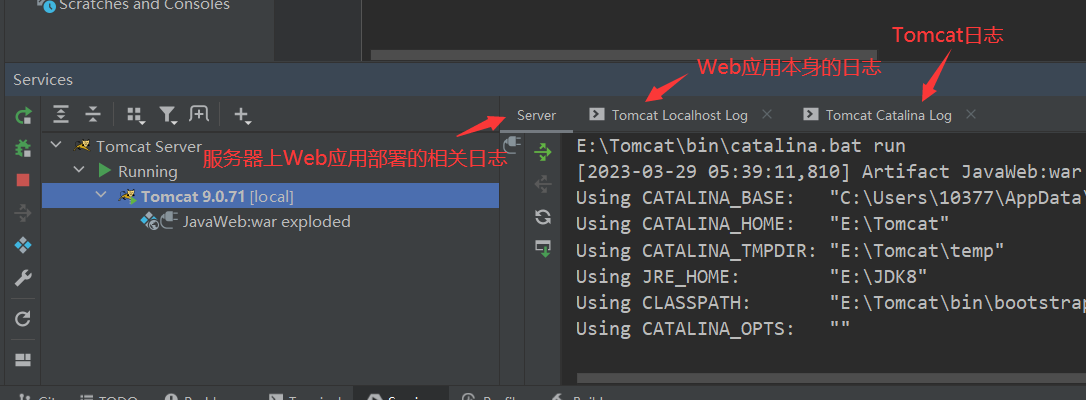 Scratches and Consoles
Tomcat日志
Web应用本身的日志
Services
Server
Tomcat Localhost Log
Tomcat Catalina Log
Tomcat Server
服务器上Web应用部署的相关日志
Running
Tomcat 9.0.71 [local]
JavaWeb:war exploded
E:\Tomcat\bin\catalina.bat run
[2023-03-29 05:39:11,810] Artifact JavaWeb:war
Using CATALINA_BASE: "C:\Users\10377\AppData\
Using CATALINA_HOME: "E:\Tomcat"
Using CATALINA_TMPDIR: "E:\Tomcat\temp"
Using JRE_HOME: "E:\JDK8"
Using CLASSPATH: "E:\Tomcat\bin\bootstrap
Using CATALINA_OPTS: ""